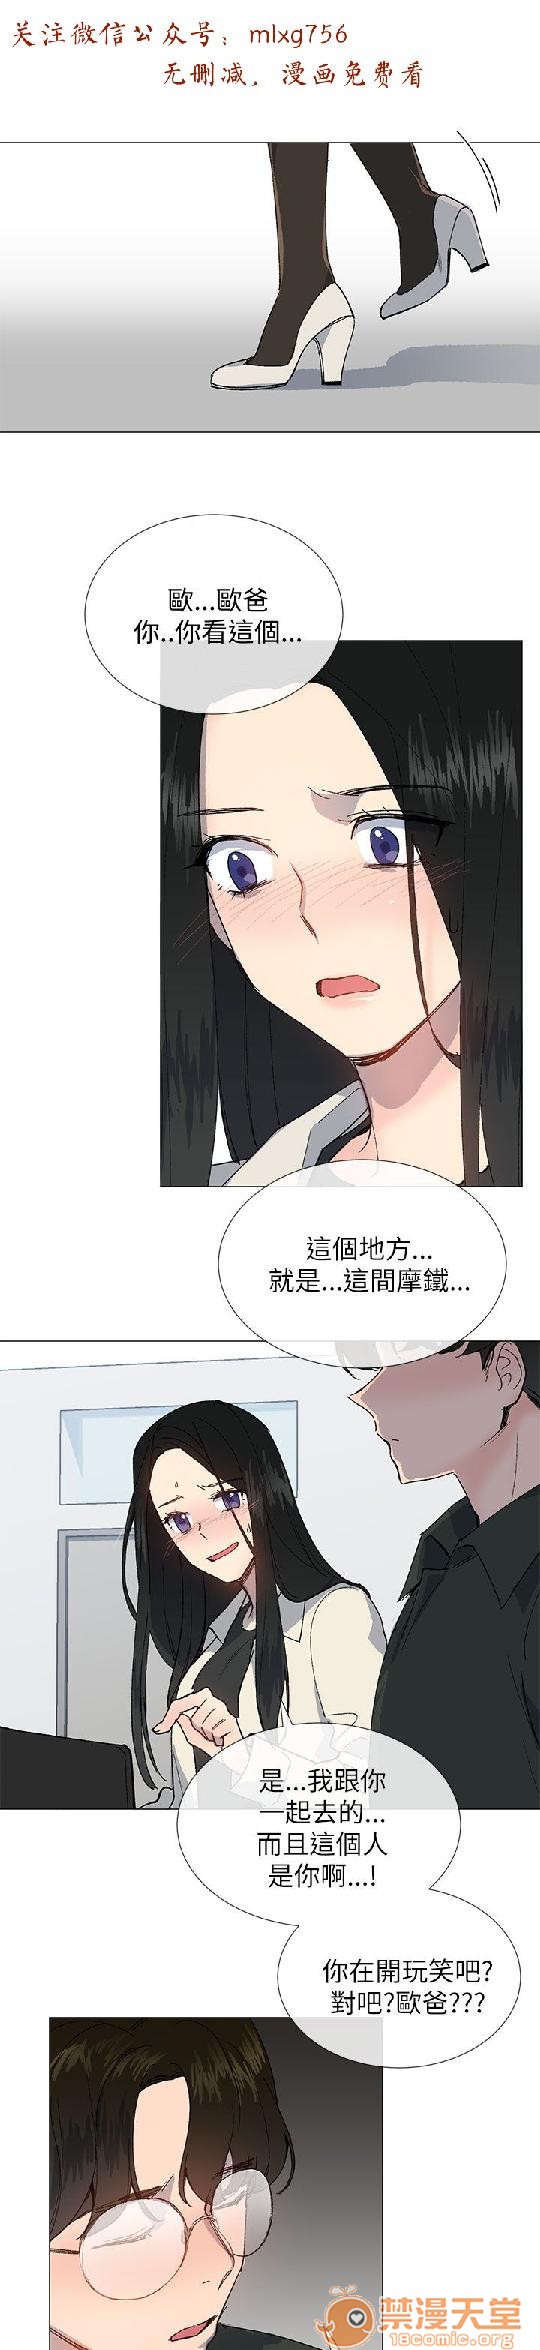 关注微信公众号：mlxg756
无删减．漫画免费看
歐...歐爸
你..你看這個...
這個地方...
就是...這間摩鐵...
是...我跟你
一起去的...
而且這個人
是你啊...!
你在開玩笑吧?
對吧?歐爸???
禁漫天堂
18comic.org